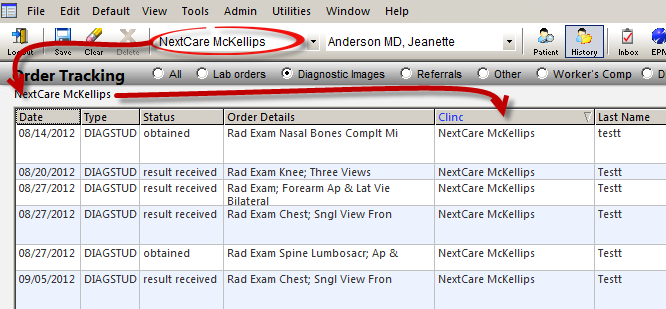 File Edit View Tools Admin Utilities Window Help
Logout Save Clear Delete NextCare McKellips Anderson MD, Jeanette Patient History Inbox EPM
Order Tracking All Lab orders Diagnostic Images Referrals Other Worker's Comp D
NextCare McKellips
Date Type Status Order Details Clinc Last Name
08/14/2012 DIAGSTUD obtained Rad Exam Nasal Bones Complt Mi NextCare McKellips testt
08/20/2012 DIAGSTUD result received Rad Exam Knee; Three Views NextCare McKellips Testt
08/27/2012 DIAGSTUD result received Rad Exam; Forearm Ap & Lat Vie NextCare McKellips Testt
Bilateral
08/27/2012 DIAGSTUD result received Rad Exam Chest; Sngl View Fron NextCare McKellips Testt
08/27/2012 DIAGSTUD obtained Rad Exam Spine Lumbosacr; Ap & NextCare McKellips Testt
09/05/2012 DIAGSTUD result received Rad Exam Chest; Sngl View Fron NextCare McKellips Testt